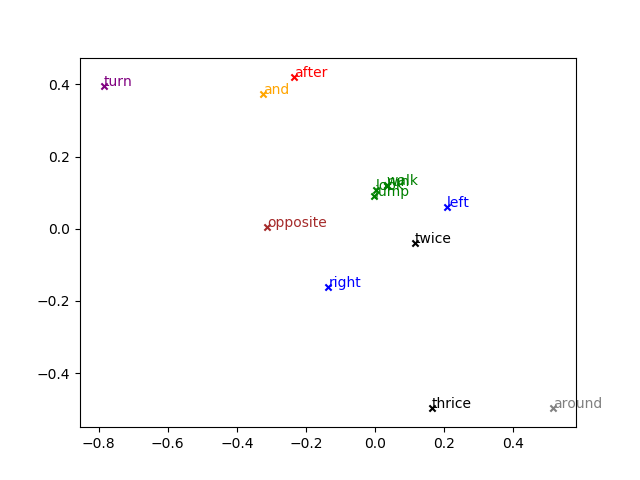 0.4
0.2
0.0
−0.2
−0.4
turn
after
and
walk
look
jump
left
opposite
twice
right
thrice
around
−0.8
−0.6
−0.4
−0.2
0.0
0.2
0.4